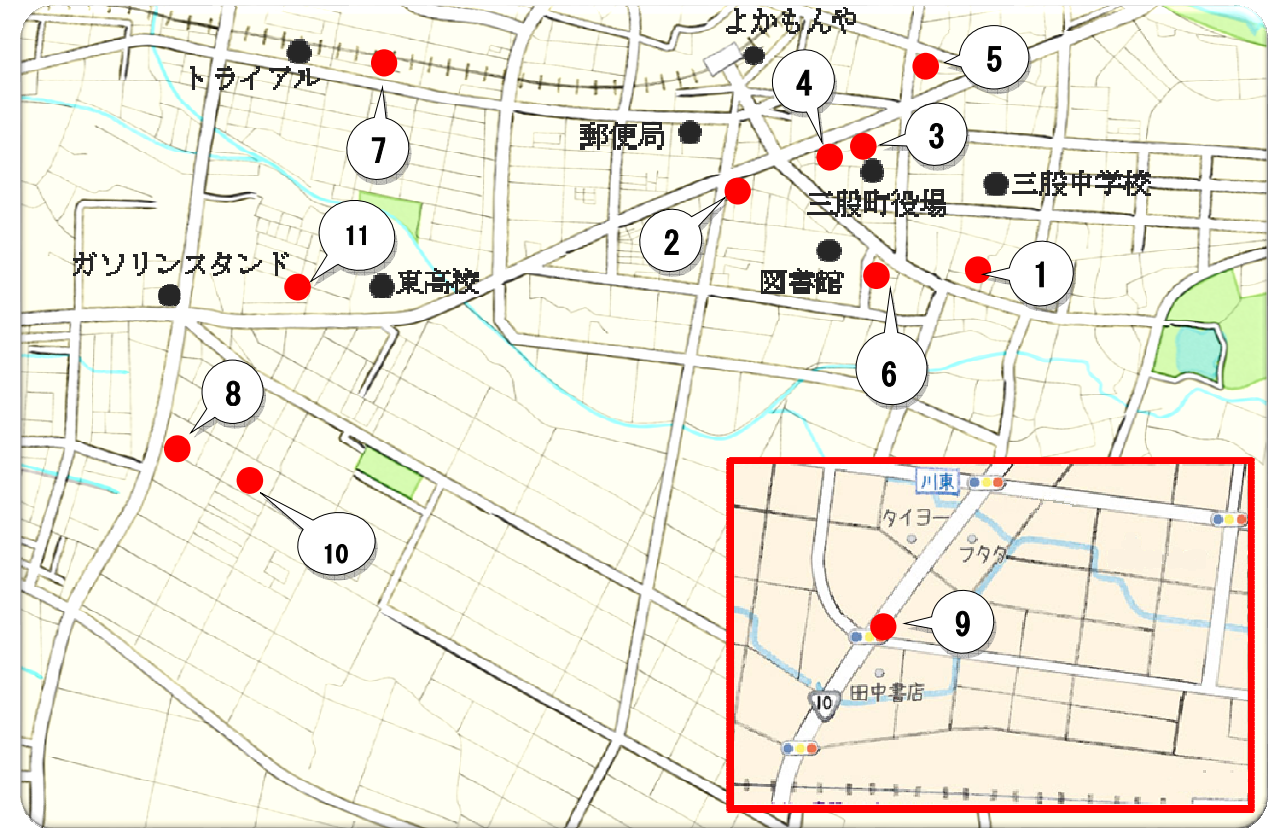 よかもんや
5
トライアル
4
7
郵便局
3
三股中学校
三股町役場
2
11
ガソリンスタンド
東高校
図書館
1
6
8
10
川東
タイヨー
フタタ
9
田中書店
10